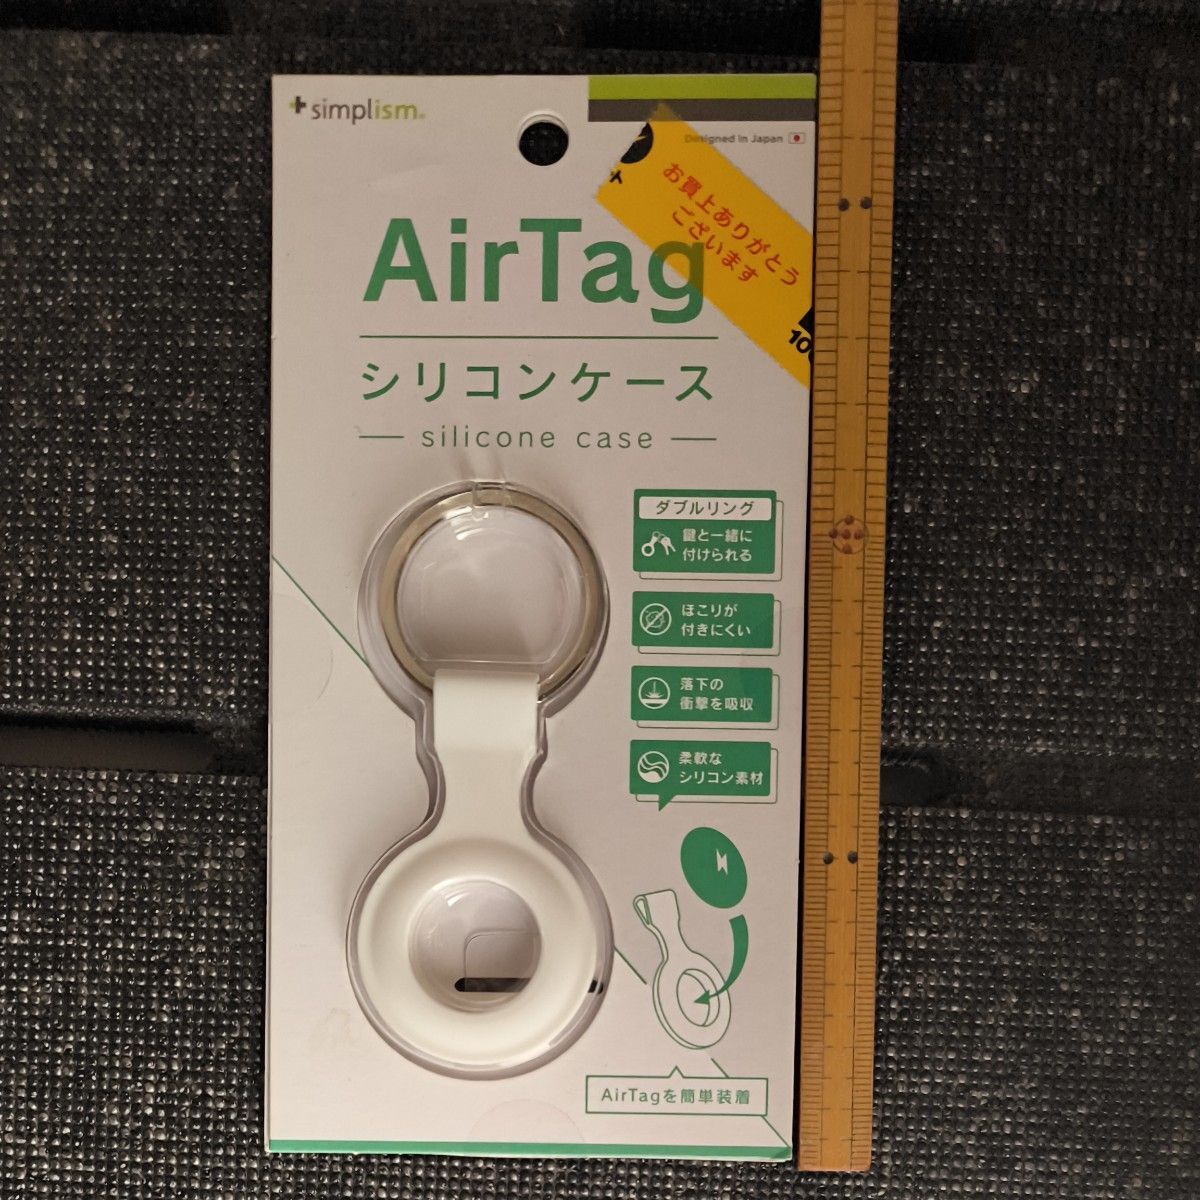 simplism
Designed in Japan
お買上ありがとう
ございます
AirTag
シリコンケース
silicone case
ダブルリング
鍵と一緒に
付けられる
ほこりが
付きにくい
落下の
衝撃を吸収
柔軟な
シリコン素材
AirTagを簡単装着